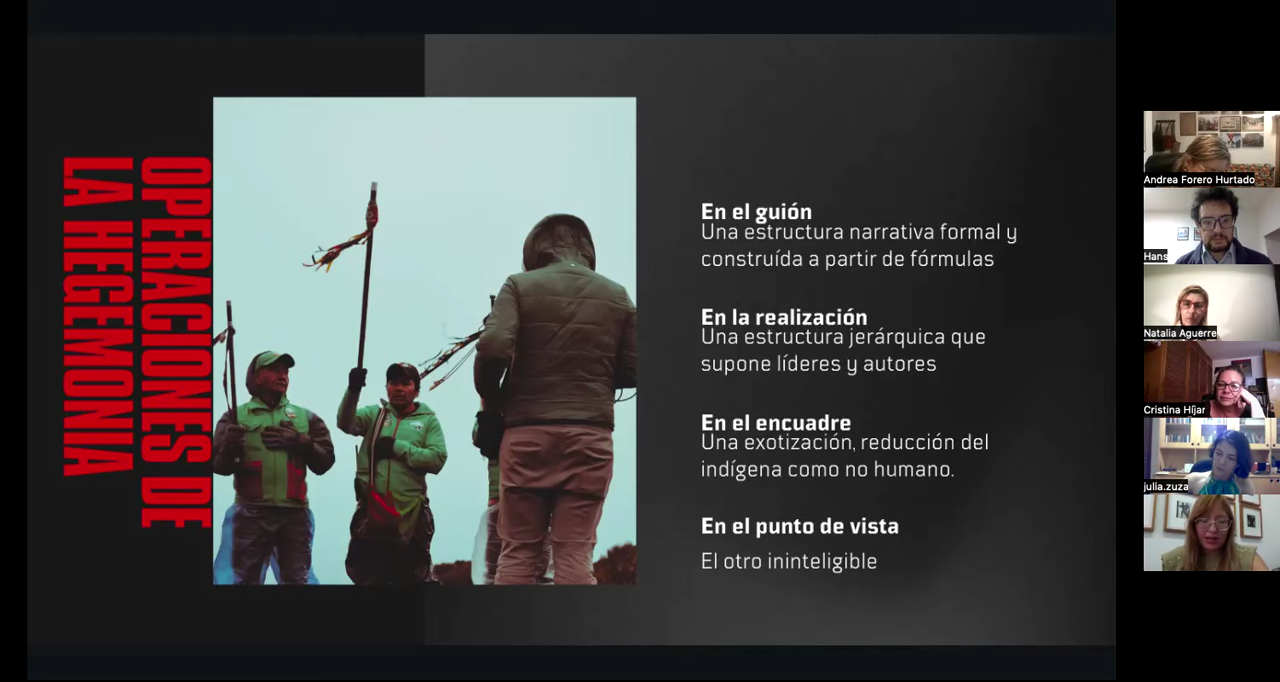 OPERACIONES DE
LA HEGEMONIA
En el guión
Una estructura narrativa formal y
construída a partir de fórmulas
En la realización
Una estructura jerárquica que
supone líderes y autores
En el encuadre
Una exotización, reducción del
indígena como no humano.
En el punto de vista
El otro ininteligible
Andrea Forero Hurtado
Hans
Natalia Aguerre
Cristina Híjar
julia.zuza